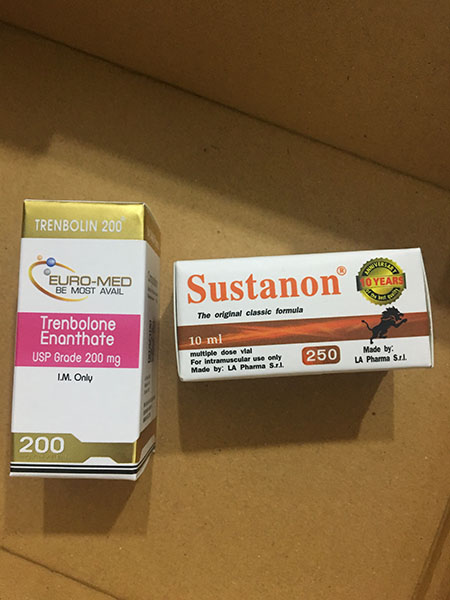 TRENBOLIN 200
EURO-MED
BE MOST AVAIL
Trenbolone
Enanthate
USP Grade 200 mg
I.M. Only
200
Sustanon®
The original classic formula
10 ml
multiple dose vial
For intramuscular use only
Made by: LA Pharma S.r.l.
250
ANNIVERSARY
10 YEARS
Made by:
LA Pharma S.r.l.